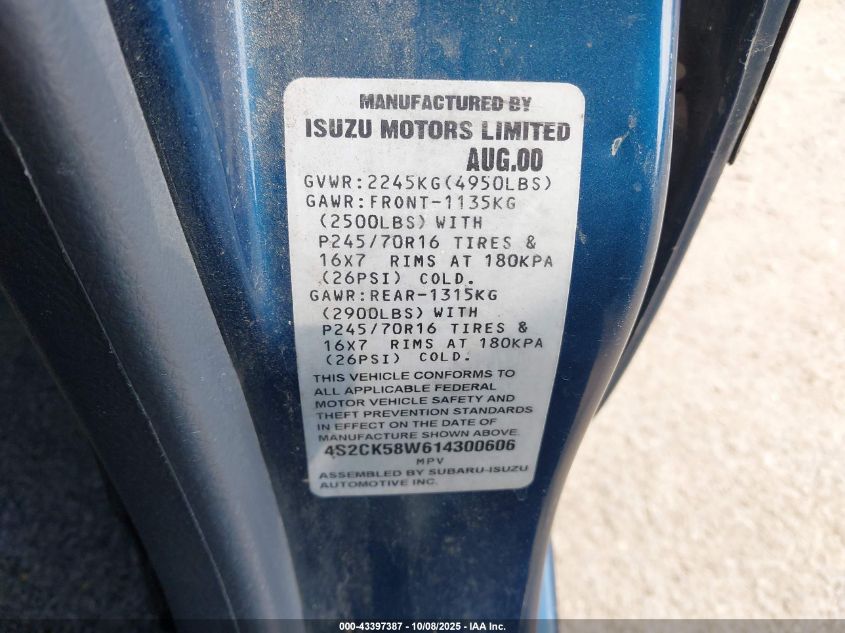 MANUFACTURED BY
ISUZU MOTORS LIMITED
AUG.00
GVWR:2245KG(4950LBS)
GAWR:FRONT-1135KG
(2500LBS) WITH
P245/70R16 TIRES &
16X7 RIMS AT 180KPA
(26PSI) COLD.
GAWR:REAR-1315KG
(2900LBS) WITH
P245/70R16 TIRES &
16X7 RIMS AT 180KPA
(26PSI) COLD.
THIS VEHICLE CONFORMS TO
ALL APPLICABLE FEDERAL
MOTOR VEHICLE SAFETY AND
THEFT PREVENTION STANDARDS
IN EFFECT ON THE DATE OF
MANUFACTURE SHOWN ABOVE.
4S2CK58W614300606
MPV
ASSEMBLED BY SUBARU-ISUZU
AUTOMOTIVE INC.
000-43397387 - 10/08/2025 - IAA Inc.